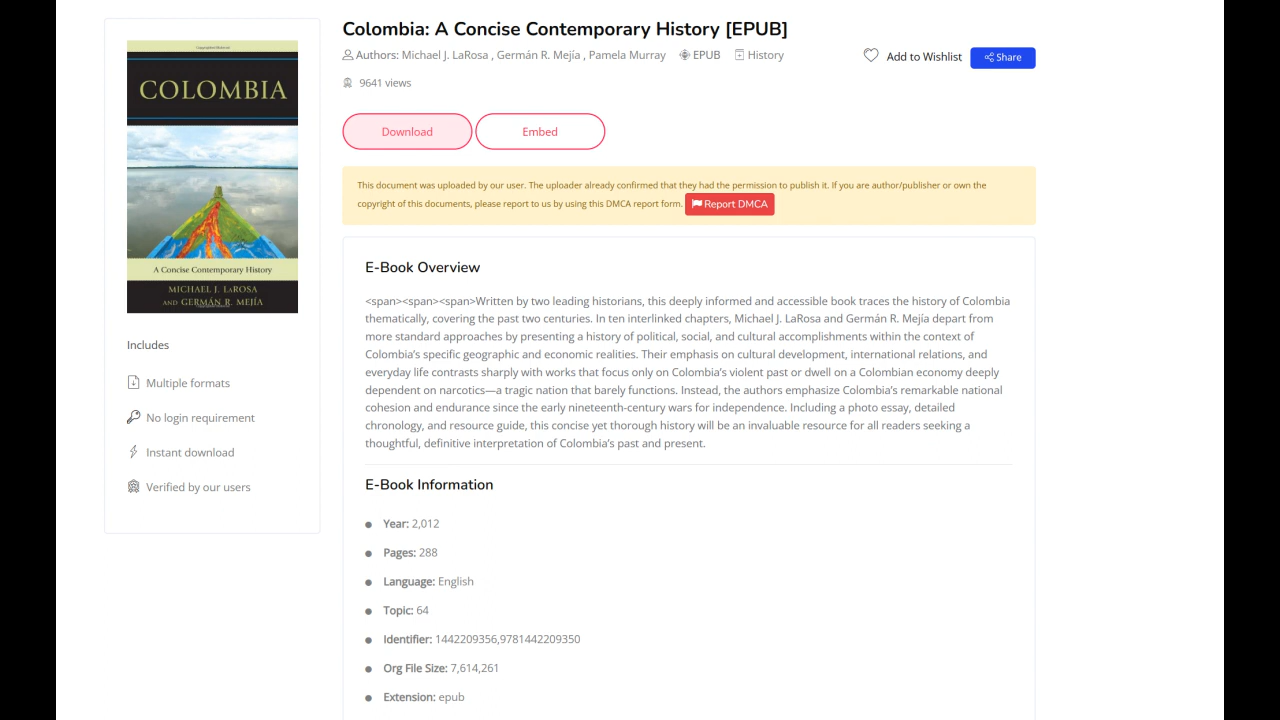 Colombia: A Concise Contemporary History [EPUB]
Authors: Michael J. LaRosa , Germán R. Mejía , Pamela Murray EPUB History
Add to Wishlist
Share
9641 views
Download
Embed
This document was uploaded by our user. The uploader already confirmed that they had the permission to publish it. If you are author/publisher or own the
copyright of this documents, please report to us by using this DMCA report form. Report DMCA
COLOMBIA
A Concise Contemporary History
MICHAEL J. LAROSA
AND GERMÁN R. MEJÍA
Includes
Multiple formats
No login requirement
Instant download
Verified by our users
E-Book Overview
<span><span><span>Written by two leading historians, this deeply informed and accessible book traces the history of Colombia
thematically, covering the past two centuries. In ten interlinked chapters, Michael J. LaRosa and Germán R. Mejía depart from
more standard approaches by presenting a history of political, social, and cultural accomplishments within the context of
Colombia’s specific geographic and economic realities. Their emphasis on cultural development, international relations, and
everyday life contrasts sharply with works that focus only on Colombia’s violent past or dwell on a Colombian economy deeply
dependent on narcotics—a tragic nation that barely functions. Instead, the authors emphasize Colombia’s remarkable national
cohesion and endurance since the early nineteenth-century wars for independence. Including a photo essay, detailed
chronology, and resource guide, this concise yet thorough history will be an invaluable resource for all readers seeking a
thoughtful, definitive interpretation of Colombia’s past and present.
E-Book Information
Year: 2,012
Pages: 288
Language: English
Topic: 64
Identifier: 1442209356,9781442209350
Org File Size: 7,614,261
Extension: epub